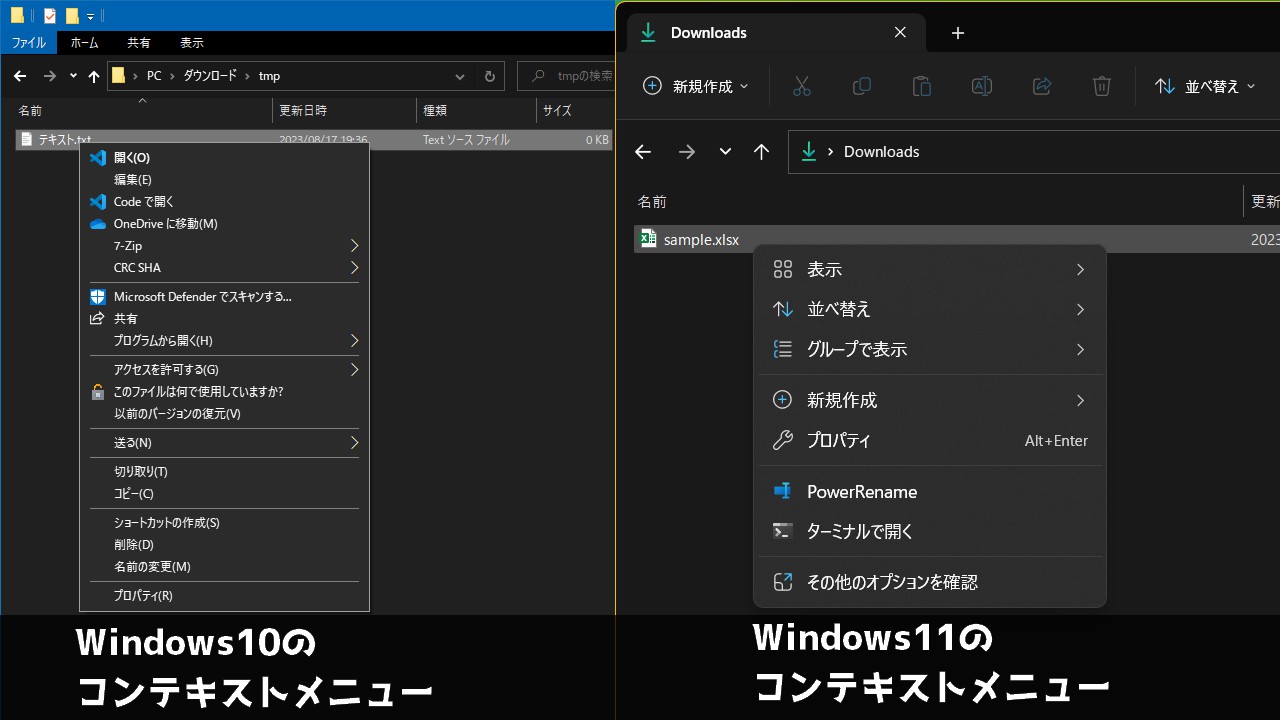 ファイル ホーム 共有 表示
PC > ダウンロード > tmp
tmpの検索
名前 更新日時 種類 サイズ
テキスト.txt 2023/08/17 19:36 Text ソース ファイル 0 KB
開く(O)
編集(E)
Code で開く
OneDrive に移動(M)
7-Zip
CRC SHA
Microsoft Defender でスキャンする...
共有
プログラムから開く(H)
アクセスを許可する(G)
このファイルは何で使用していますか?
以前のバージョンの復元(V)
送る(N)
切り取り(T)
コピー(C)
ショートカットの作成(S)
削除(D)
名前の変更(M)
プロパティ(R)
Windows10の
コンテキストメニュー
Downloads
新規作成 並べ替え
> Downloads
名前 更新
sample.xlsx 2023
表示
並べ替え
グループで表示
新規作成
プロパティ Alt+Enter
PowerRename
ターミナルで開く
その他のオプションを確認
Windows11の
コンテキストメニュー